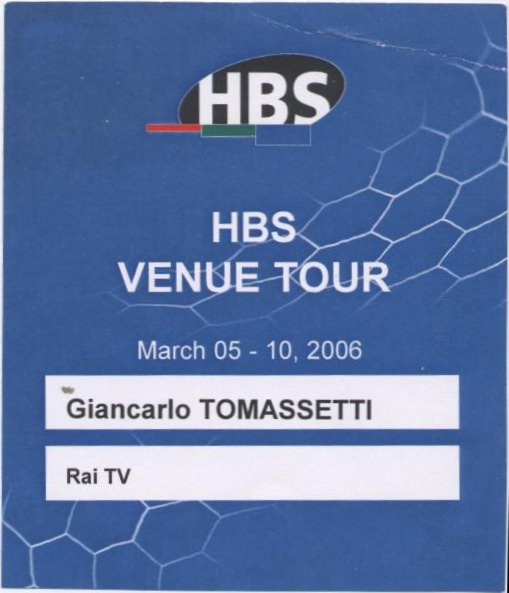 HBS
HBS
VENUE TOUR
March 05 - 10, 2006
Giancarlo TOMASSETTI
Rai TV